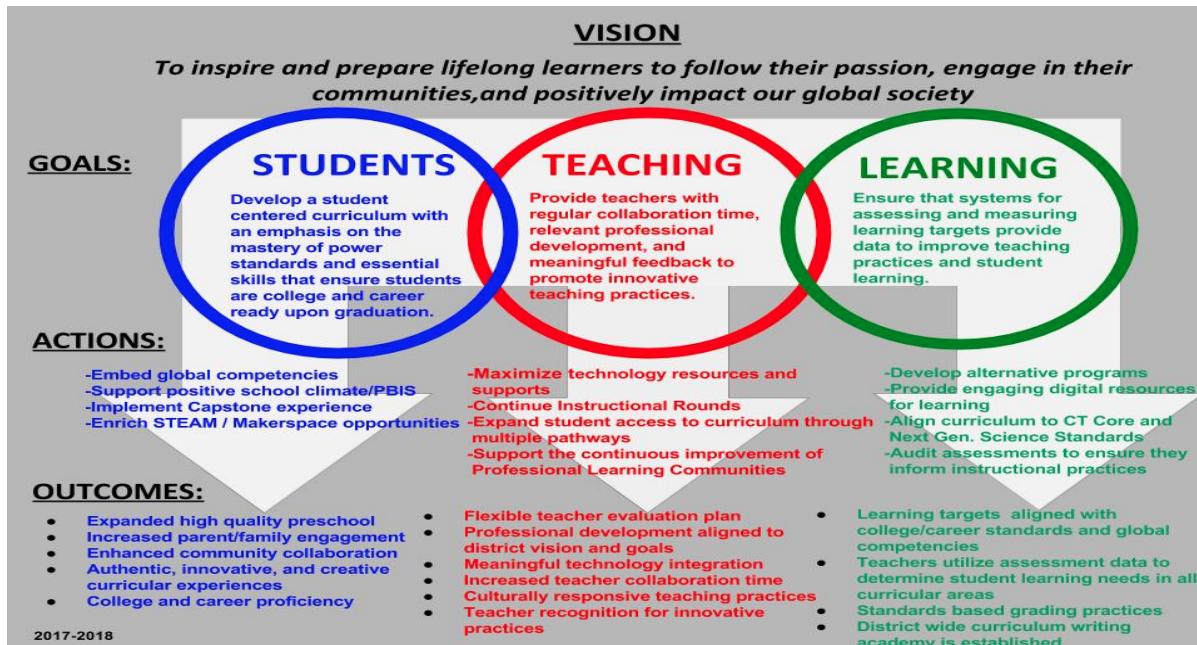 VISION
To inspire and prepare lifelong learners to follow their passion, engage in their
communities,and positively impact our global society
GOALS:
STUDENTS
Develop a student
centered curriculum with
an emphasis on the
mastery of power
standards and essential
skills that ensure students
are college and career
ready upon graduation.
TEACHING
Provide teachers with
regular collaboration time,
relevant professional
development, and
meaningful feedback to
promote innovative
teaching practices.
LEARNING
Ensure that systems for
assessing and measuring
learning targets provide
data to improve teaching
practices and student
learning.
ACTIONS:
-Embed global competencies
-Support positive school climate/PBIS
-Implement Capstone experience
-Enrich STEAM / Makerspace opportunities
-Maximize technology resources and
supports
-Continue Instructional Rounds
-Expand student access to curriculum through
multiple pathways
-Support the continuous improvement of
Professional Learning Communities
-Develop alternative programs
-Provide engaging digital resources
for learning
-Align curriculum to CT Core and
Next Gen. Science Standards
-Audit assessments to ensure they
inform instructional practices
OUTCOMES:
● Expanded high quality preschool
● Increased parent/family engagement
● Enhanced community collaboration
● Authentic, innovative, and creative
curricular experiences
● College and career proficiency
● Flexible teacher evaluation plan
● Professional development aligned to
district vision and goals
● Meaningful technology integration
● Increased teacher collaboration time
● Culturally responsive teaching practices
● Teacher recognition for innovative
practices
● Learning targets aligned with
college/career standards and global
competencies
● Teachers utilize assessment data to
determine student learning needs in all
curricular areas
● Standards based grading practices
● District wide curriculum writing
academy is established
2017-2018